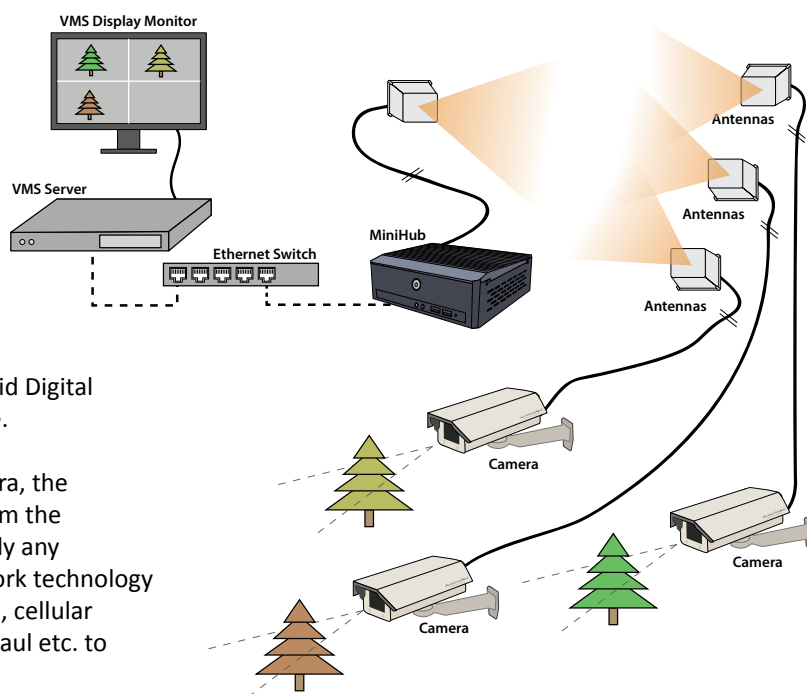 VMS Display Monitor
VMS Server
Ethernet Switch
MiniHub
Antennas
Antennas
Antennas
Camera
Camera
Camera
id Digital
ra, the
m the
ly any
ork technology
, cellular
aul etc. to